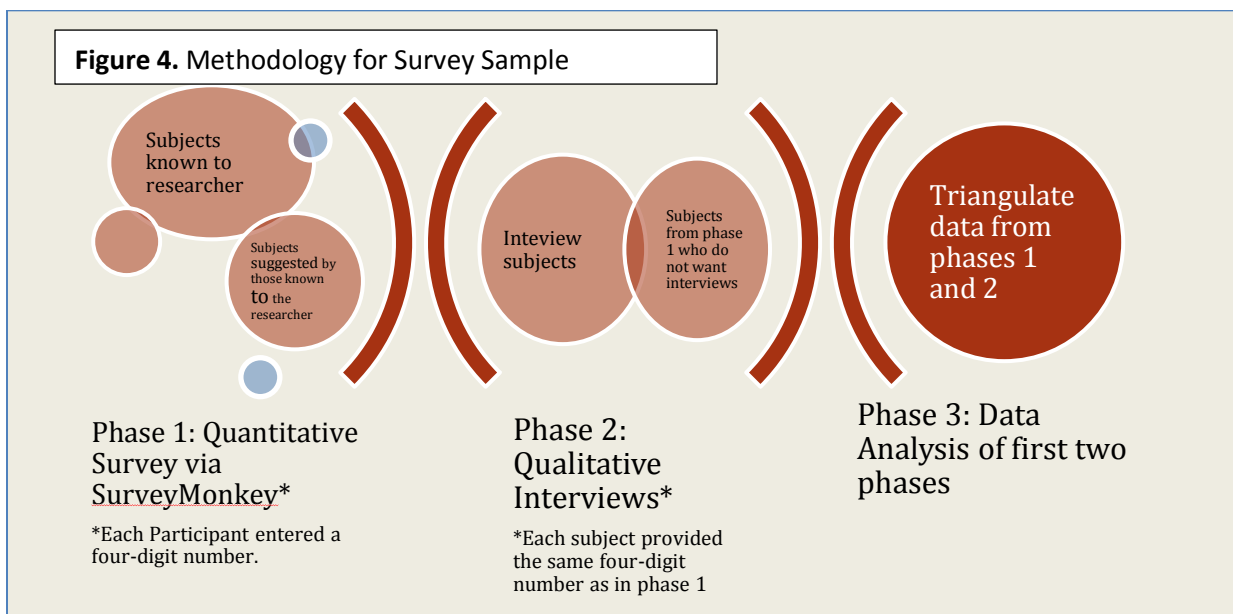 Figure 4. Methodology for Survey Sample
Subjects
known to
researcher
Subjects
suggested by
those known
to the
researcher
Phase 1: Quantitative
Survey via
SurveyMonkey*
*Each Participant entered a
four-digit number.
Inteview
subjects
Subjects
from phase
1 who do
not want
interviews
Phase 2:
Qualitative
Interviews*
*Each subject provided
the same four-digit
number as in phase 1
Triangulate
data from
phases 1
and 2
Phase 3: Data
Analysis of first two
phases